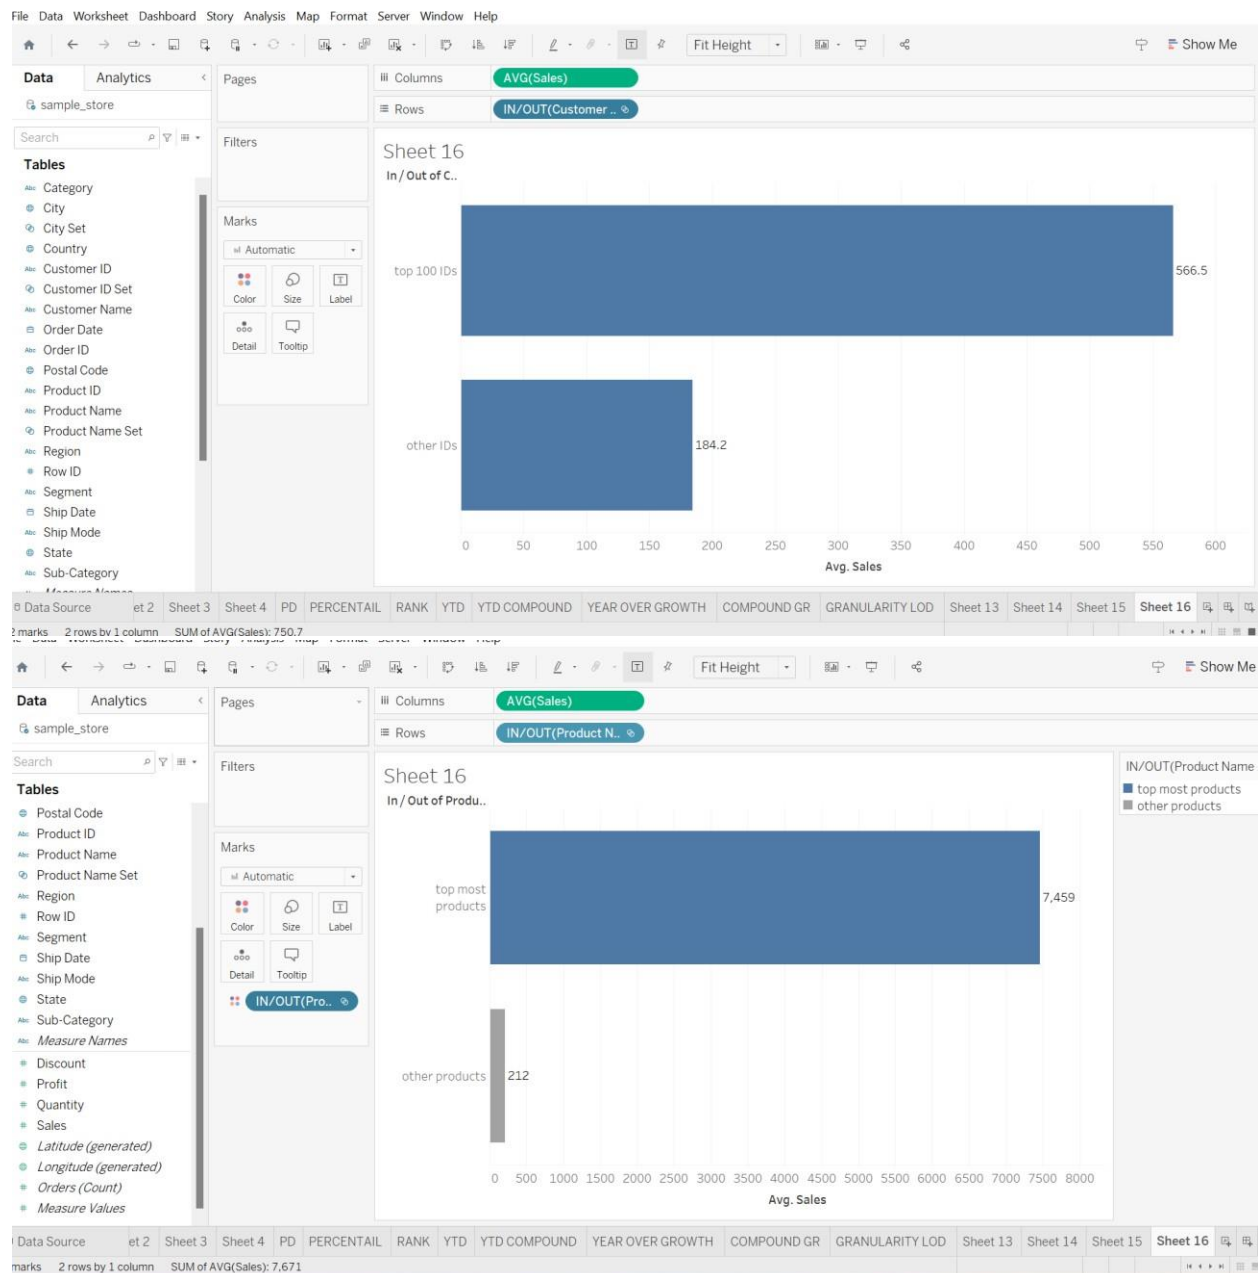 File Data Worksheet Dashboard Story Analysis Map Format Server Window Help
Fit Height Show Me
Data Analytics
sample_store
Search
Tables
Category
City
City Set
Country
Customer ID
Customer ID Set
Customer Name
Order Date
Order ID
Postal Code
Product ID
Product Name
Product Name Set
Region
Row ID
Segment
Ship Date
Ship Mode
State
Sub-Category
Pages
Filters
Marks
Automatic
Color Size Label
Detail Tooltip
Columns AVG(Sales)
Rows IN/OUT(Customer ..
Sheet 16
In / Out of C..
top 100 IDs 566.5
other IDs 184.2
0 50 100 150 200 250 300 350 400 450 500 550 600
Avg. Sales
Data Source et 2 Sheet 3 Sheet 4 PD PERCENTAIL RANK YTD YTD COMPOUND YEAR OVER GROWTH COMPOUND GR GRANULARITY LOD Sheet 13 Sheet 14 Sheet 15 Sheet 16
2 marks 2 rows by 1 column SUM of AVG(Sales): 750.7
Fit Height Show Me
Data Analytics
sample_store
Search
Tables
Postal Code
Product ID
Product Name
Product Name Set
Region
Row ID
Segment
Ship Date
Ship Mode
State
Sub-Category
Measure Names
Discount
Profit
Quantity
Sales
Latitude (generated)
Longitude (generated)
Orders (Count)
Measure Values
Pages
Filters
Marks
Automatic
Color Size Label
Detail Tooltip
IN/OUT(Pro..
Columns AVG(Sales)
Rows IN/OUT(Product N..
Sheet 16
In / Out of Produ..
top most
products
7,459
other products 212
0 500 1000 1500 2000 2500 3000 3500 4000 4500 5000 5500 6000 6500 7000 7500 8000
Avg. Sales
IN/OUT(Product Name
top most products
other products
Data Source et 2 Sheet 3 Sheet 4 PD PERCENTAIL RANK YTD YTD COMPOUND YEAR OVER GROWTH COMPOUND GR GRANULARITY LOD Sheet 13 Sheet 14 Sheet 15 Sheet 16
marks 2 rows by 1 column SUM of AVG(Sales): 7,671